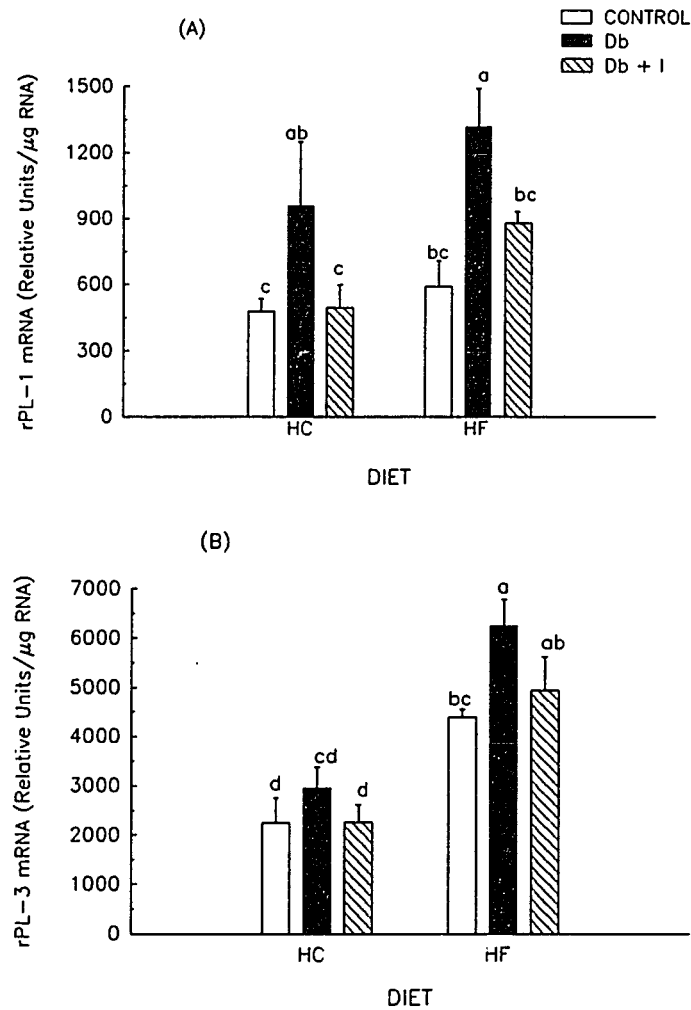 CONTROL
Db
Db + I
(A)
rPL-1 mRNA (Relative Units/μg RNA)
1500
1200
900
600
300
0
c
ab
c
bc
a
bc
HC
HF
DIET
(B)
rPL-3 mRNA (Relative Units/μg RNA)
7000
6000
5000
4000
3000
2000
1000
0
d
cd
d
bc
a
ab
HC
HF
DIET